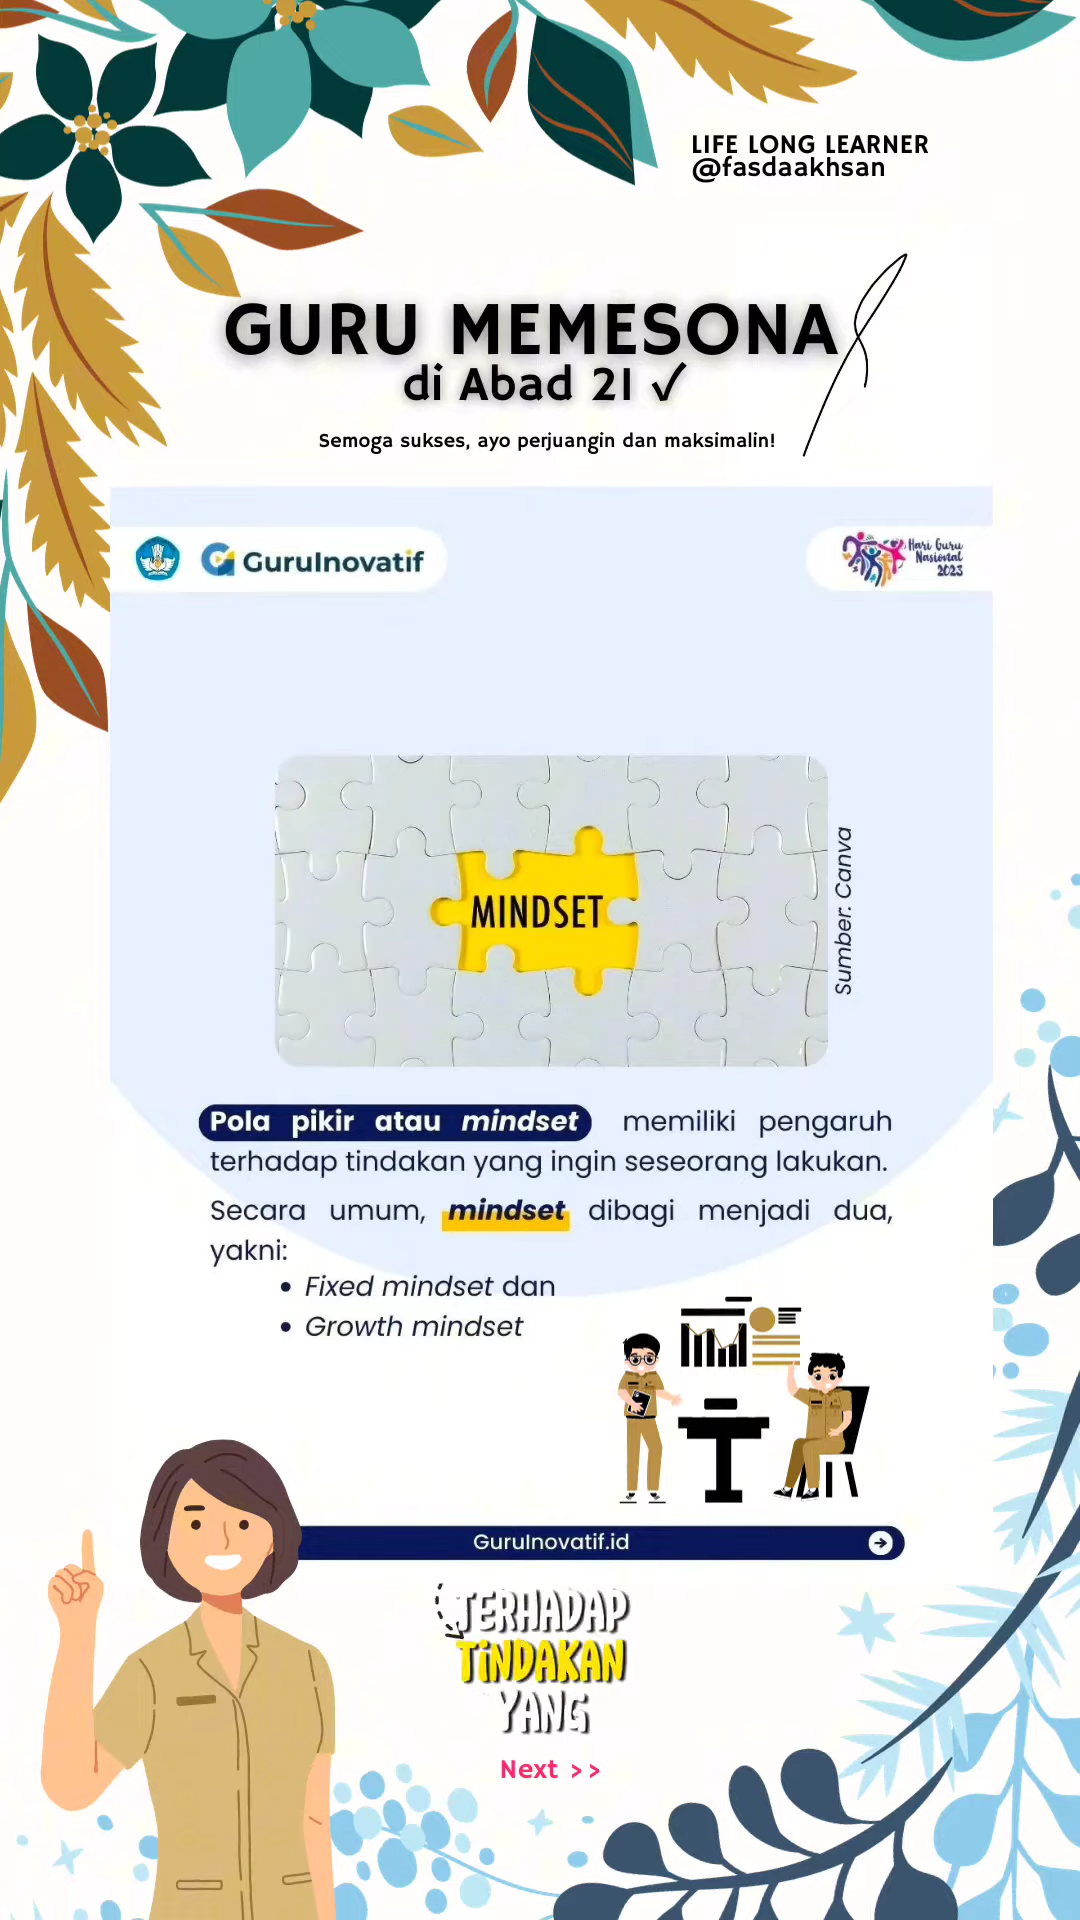 LIFE LONG LEARNER
@fasdaakhsan
GURU MEMESONA
di Abad 21 ✓
Semoga sukses, ayo perjuangin dan maksimalin!
GuruInovatif
Hari Guru
Nasional
2023
MINDSET
Sumber: Canva
Pola pikir atau mindset memiliki pengaruh
terhadap tindakan yang ingin seseorang lakukan.
Secara umum, mindset dibagi menjadi dua,
yakni:
• Fixed mindset dan
• Growth mindset
GuruInovatif.id
TERHADAP
TINDAKAN
YANG
Next >>